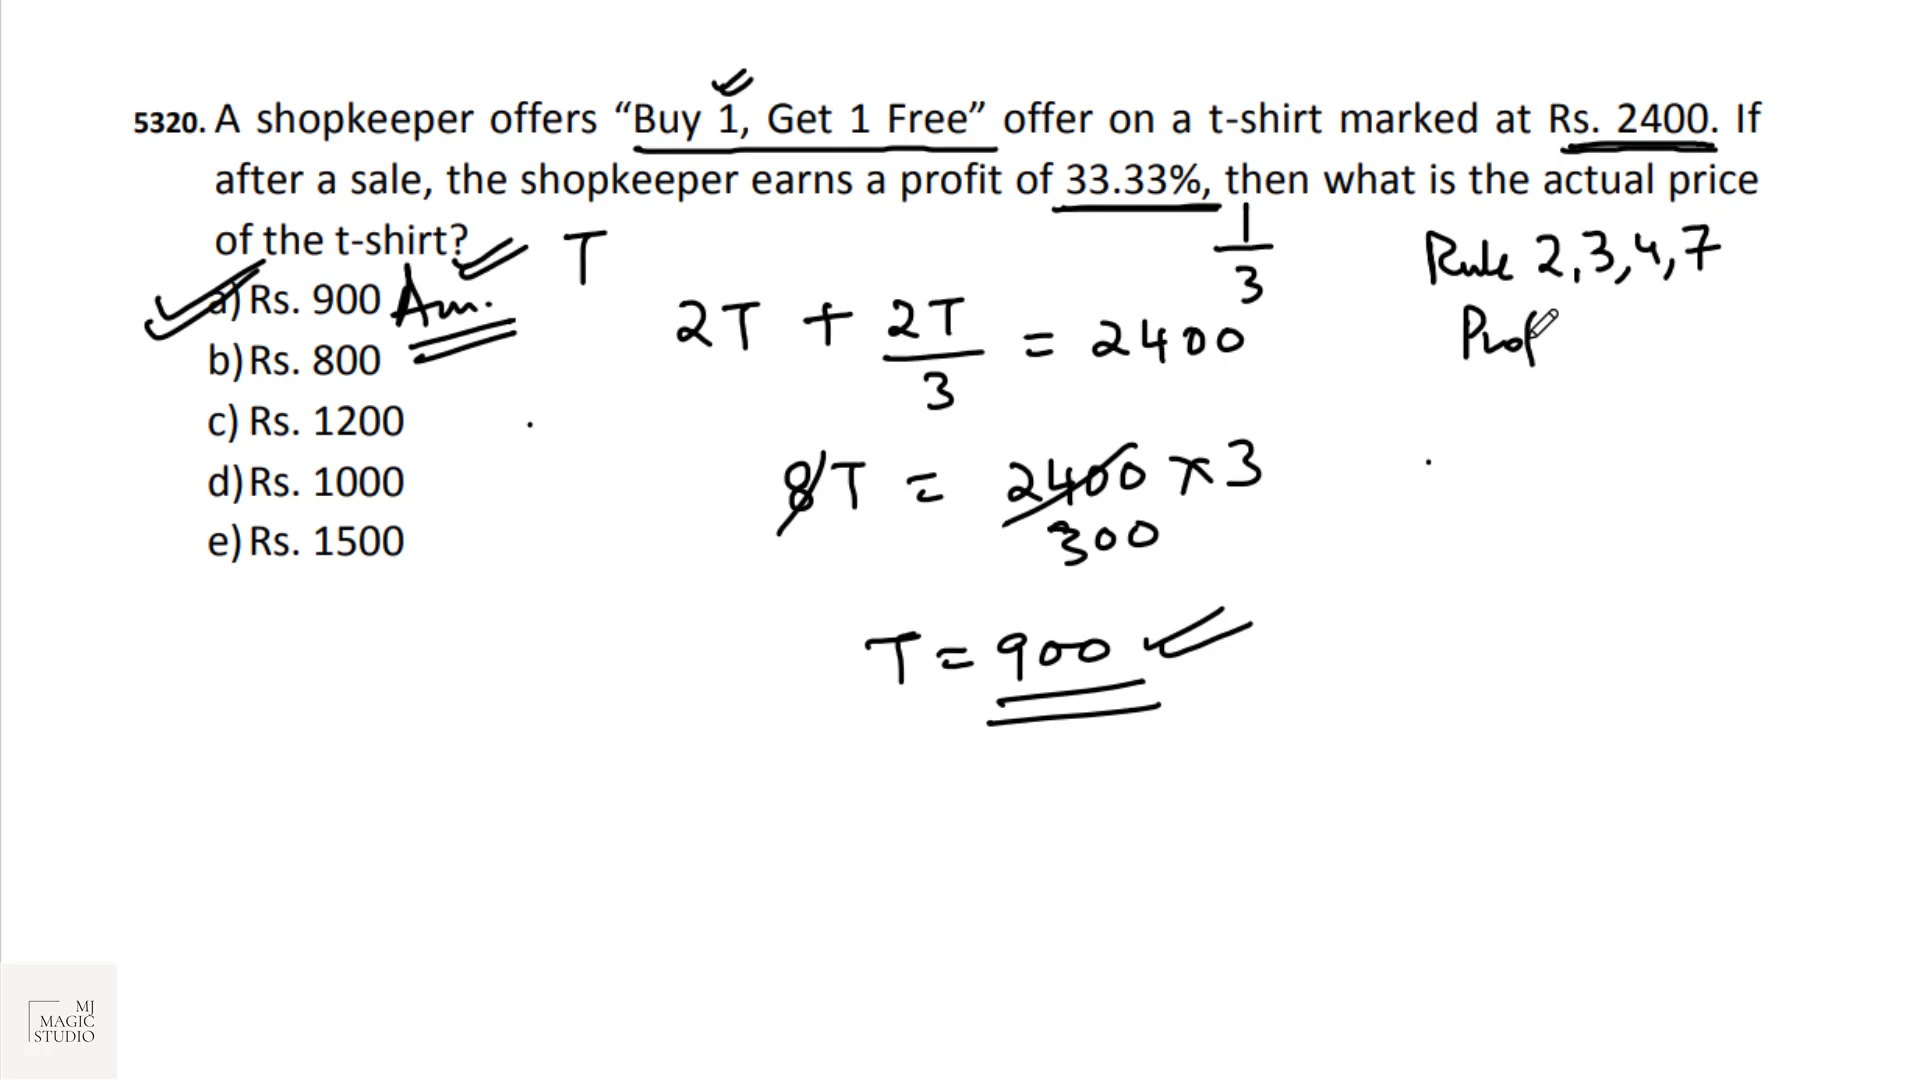 5320. A shopkeeper offers “Buy 1, Get 1 Free” offer on a t-shirt marked at Rs. 2400. If
after a sale, the shopkeeper earns a profit of 33.33%, then what is the actual price
of the t-shirt? T
1/3
Rule 2,3,4,7
a) Rs. 900 Ans.
2T + 2T/3 = 2400
Prof
b) Rs. 800
c) Rs. 1200
8T = 2400 x 3
d) Rs. 1000
300
e) Rs. 1500
T = 900
MJ
MAGIC
STUDIO